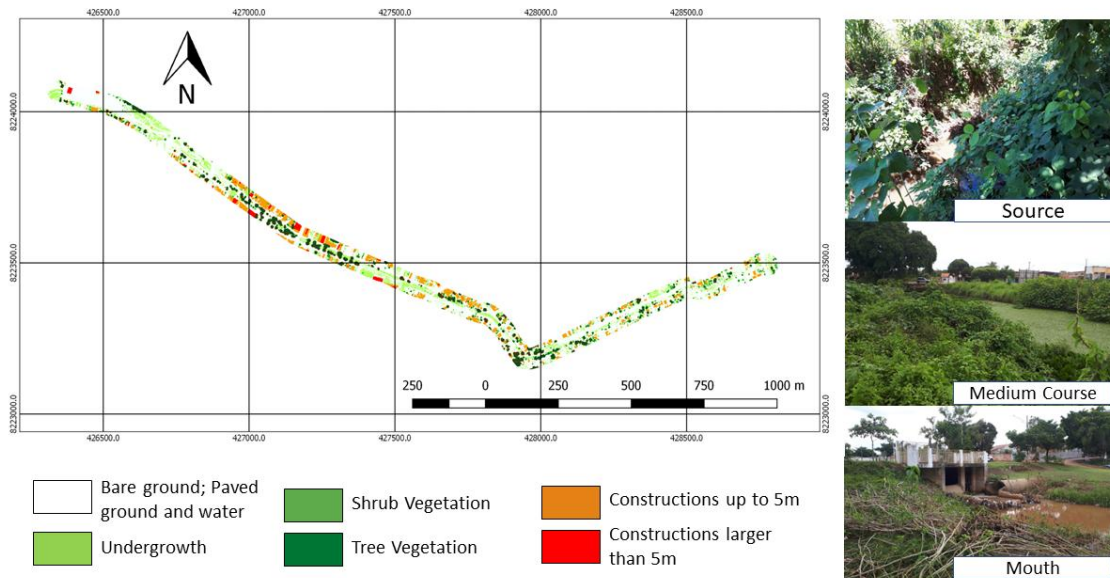 426500.0 427000.0 427500.0 428000.0 428500.0
8224000.0 8224000.0
N
8223500.0 8223500.0
250 0 250 500 750 1000 m
8223000.0 8223000.0
426500.0 427000.0 427500.0 428000.0 428500.0
Source
Medium Course
Mouth
Bare ground; Paved
ground and water
Undergrowth
Shrub Vegetation
Tree Vegetation
Constructions up to 5m
Constructions larger
than 5m